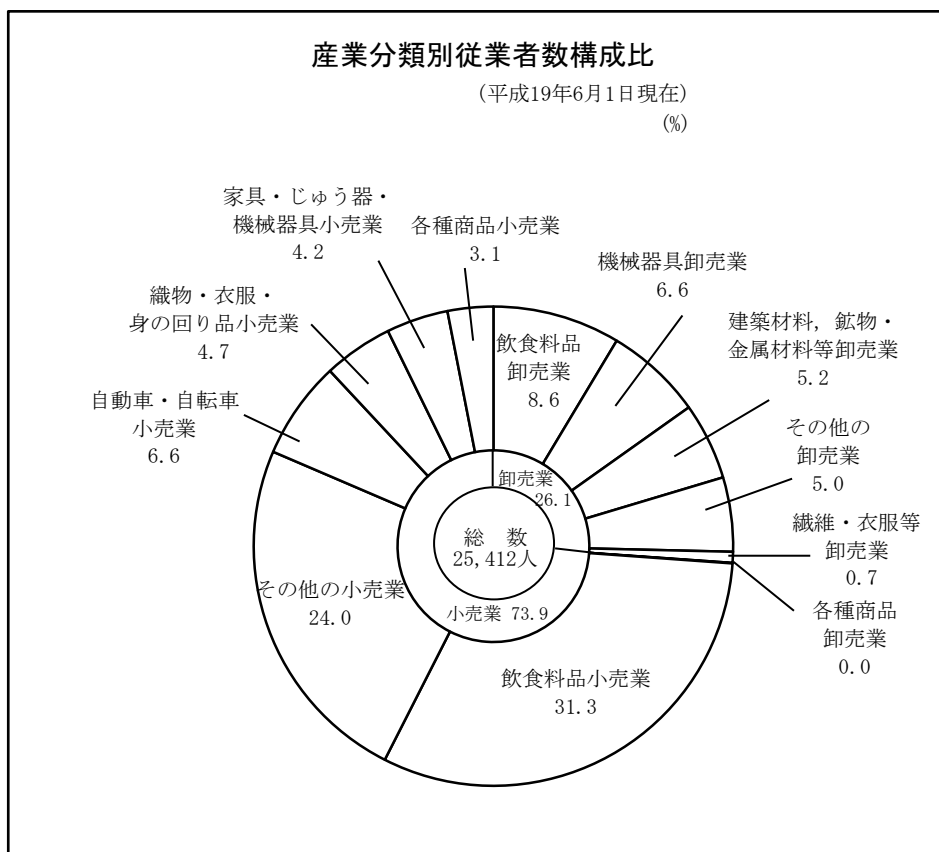 産業分類別従業者数構成比
(平成19年6月1日現在)
(%)
家具・じゅう器・
機械器具小売業
4.2
各種商品小売業
3.1
機械器具卸売業
6.6
織物・衣服・
身の回り品小売業
4.7
建築材料，鉱物・
金属材料等卸売業
5.2
飲食料品
卸売業
8.6
自動車・自転車
小売業
6.6
その他の
卸売業
5.0
卸売業
26.1
繊維・衣服等
卸売業
0.7
総　数
25,412人
各種商品
卸売業
0.0
その他の小売業
24.0
小売業 73.9
飲食料品小売業
31.3